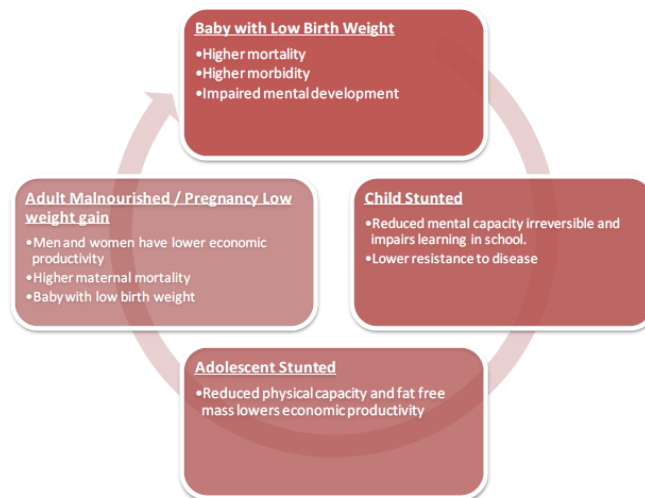 Baby with Low Birth Weight
•Higher mortality
•Higher morbidity
•Impaired mental development
Adult Malnourished / Pregnancy Low
weight gain
•Men and women have lower economic
productivity
•Higher maternal mortality
•Baby with low birth weight
Child Stunted
•Reduced mental capacity irreversible and
impairs learning in school.
•Lower resistance to disease
Adolescent Stunted
•Reduced physical capacity and fat free
mass lowers economic productivity